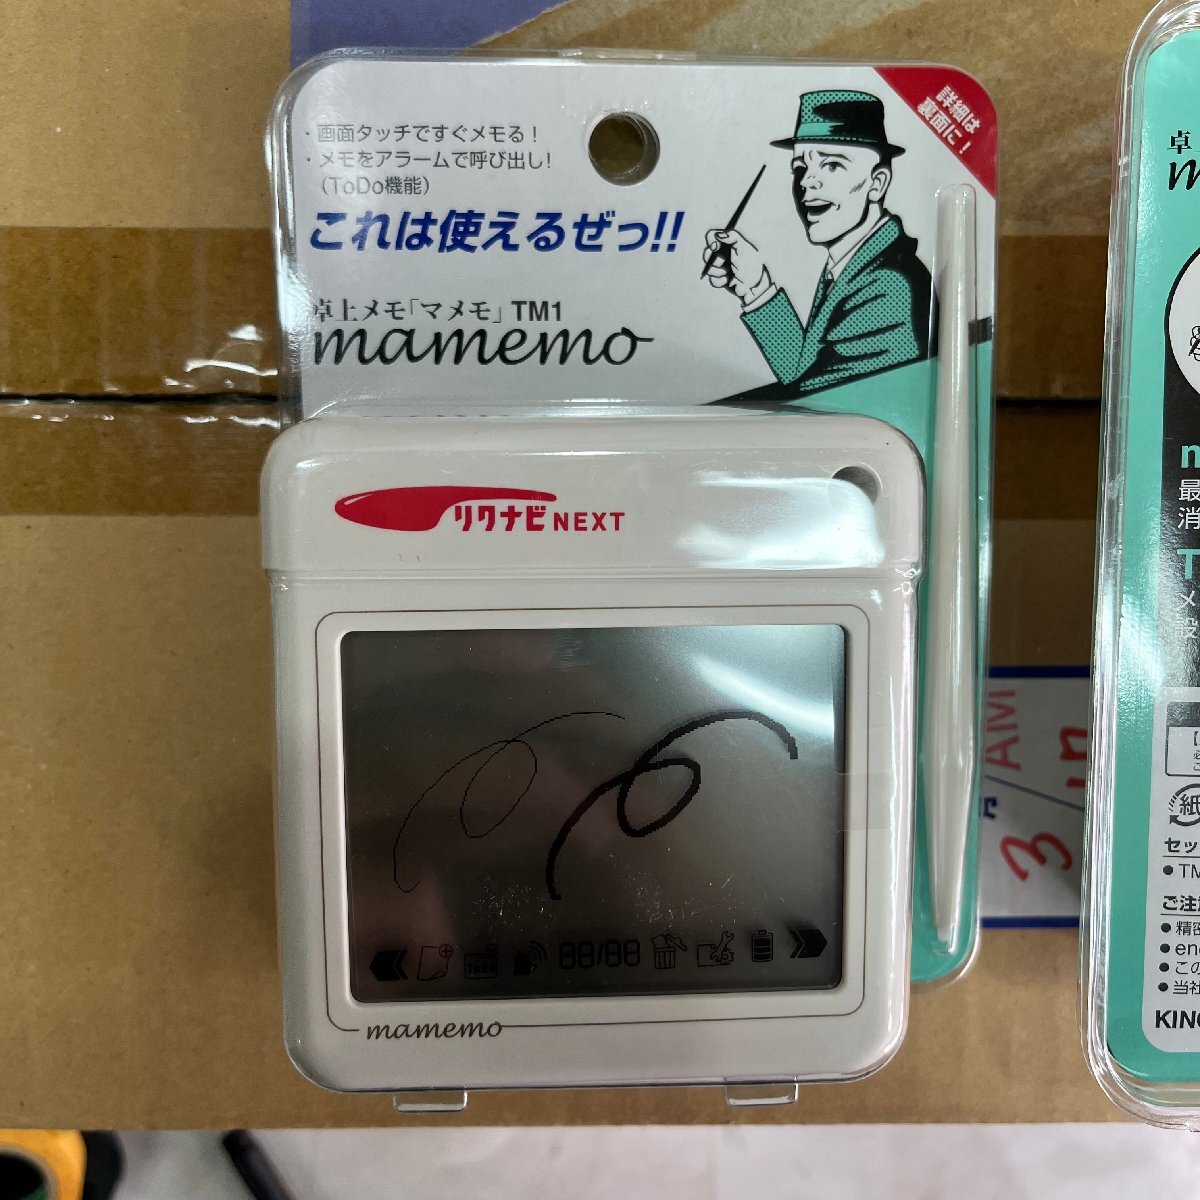 ・画面タッチですぐメモる!
・メモをアラームで呼び出し!
(ToDo機能)
これは使えるぜっ!!
詳細は
裏面に!
卓上メモ「マメモ」TM1
mamemo
リクナビNEXT
ToDo
88/88
mamemo
/AM
3
卓
m
最
消
T
メ
紙
セッ
●TM
ご注
●精密
●en
●この
●当社
KING